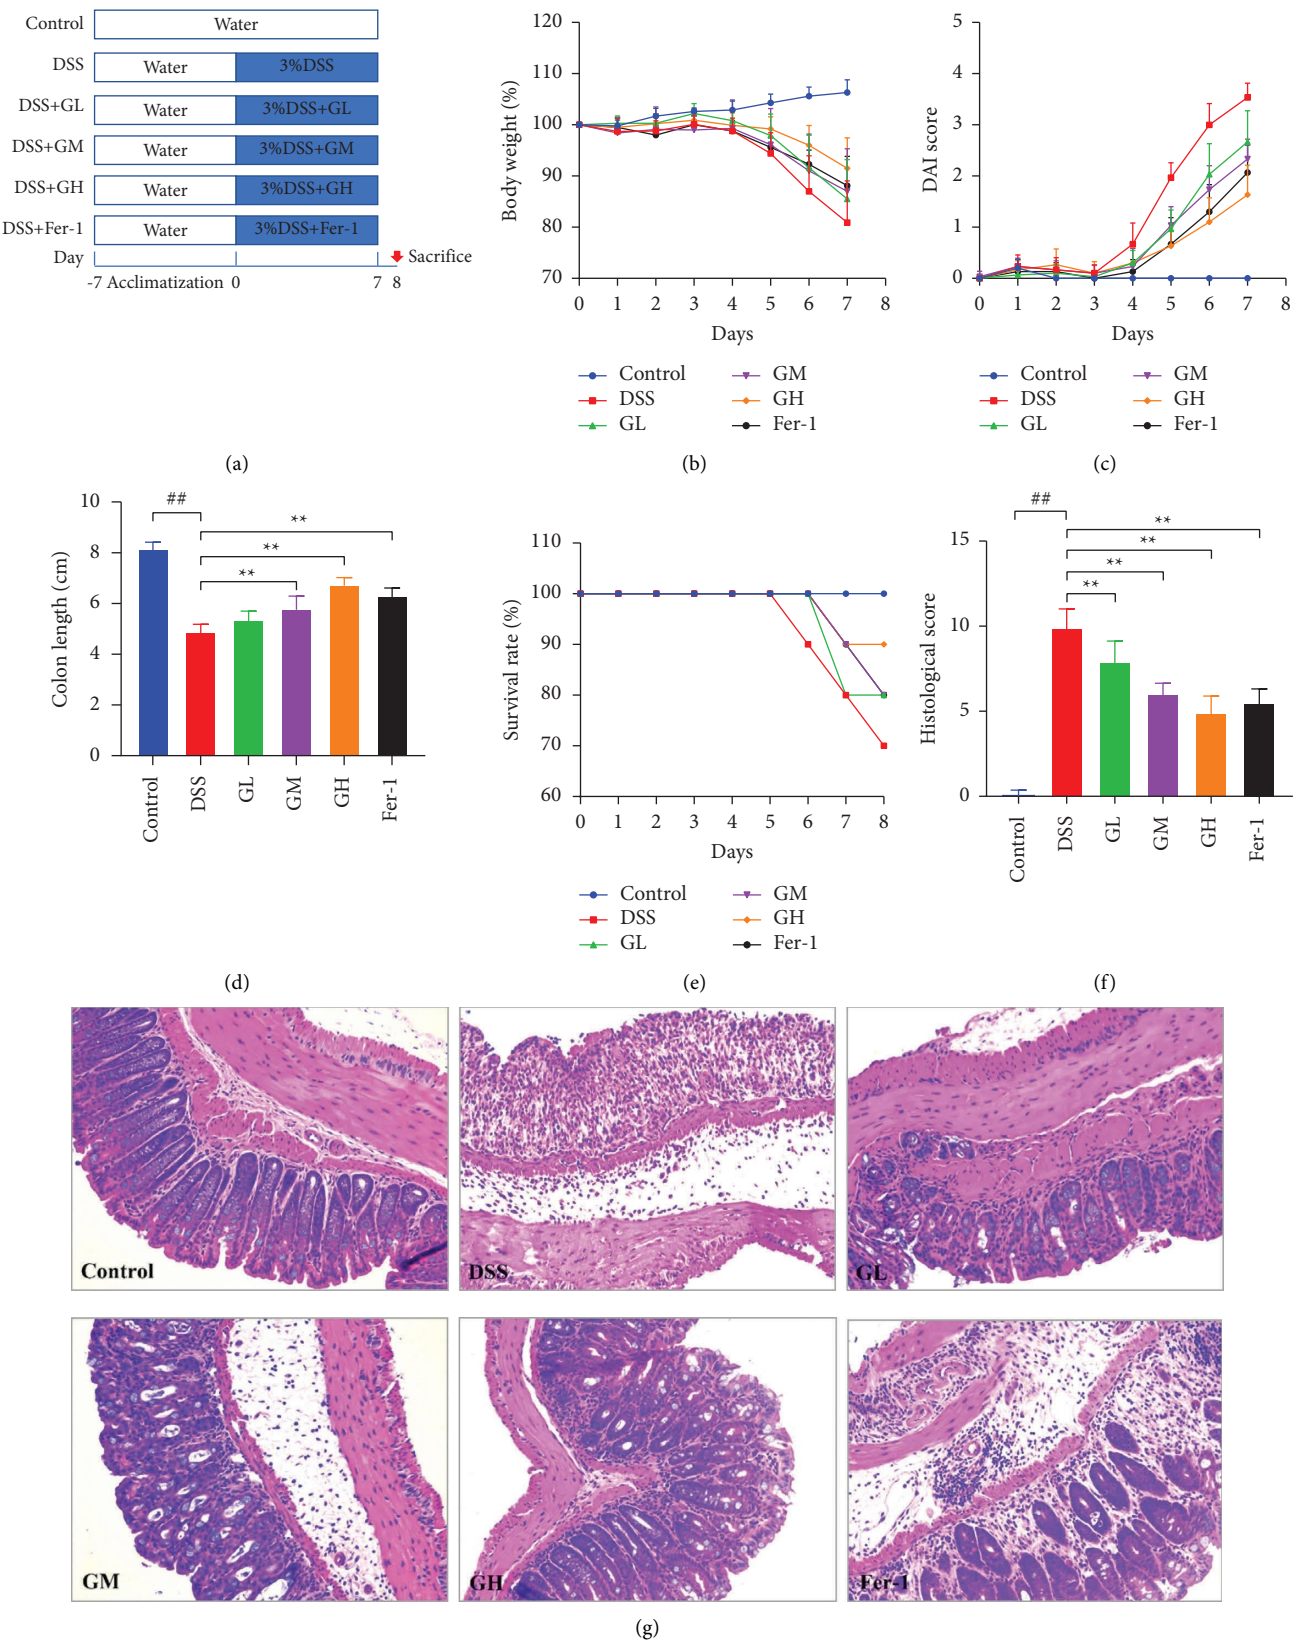 Control
Water
DSS
Water
3%DSS
DSS+GL
Water
3%DSS+GL
DSS+GM
Water
3%DSS+GM
DSS+GH
Water
3%DSS+GH
DSS+Fer-1
Water
3%DSS+Fer-1
Day
Sacrifice
-7 Acclimatization 0 7 8
(a)
Body weight (%)
120
110
100
90
80
70
0 1 2 3 4 5 6 7 8
Days
Control
DSS
GL
GM
GH
Fer-1
(b)
DAI score
5
4
3
2
1
0
0 1 2 3 4 5 6 7 8
Days
Control
DSS
GL
GM
GH
Fer-1
(c)
Colon length (cm)
10
8
6
4
2
0
##
**
**
**
Control
DSS
GL
GM
GH
Fer-1
(d)
Survival rate (%)
110
100
90
80
70
60
0 1 2 3 4 5 6 7 8
Days
Control
DSS
GL
GM
GH
Fer-1
(e)
Histological score
15
10
5
0
##
**
**
**
**
Control
DSS
GL
GM
GH
Fer-1
(f)
Control
DSS
GL
GM
GH
Fer-1
(g)